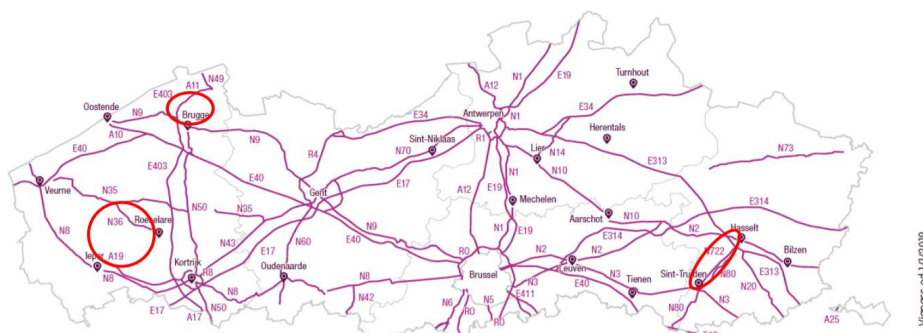 N49
A11
E403
Oostende
N9
Brugge
A10
E40
E403
N9
Veurne
N35
N36
Roeselare
N50
N35
N8
Ieper
A19
N8
Kortrijk
R8
N43
E17
N8
E17
A17
N50
Oudenaarde
N60
N8
N42
E40
R4
Gent
N9
E40
E34
N70
Sint-Niklaas
E17
A12
N1
E19
Antwerpen
N1
R1
Turnhout
E34
Herentals
Lier
N14
N10
E313
N73
A12
E19
N1
Mechelen
N1
E19
R0
Brussel
N6
R0
N5
R0
E411
N3
N2
E314
N2
Leuven
E40
N3
Tienen
Aarschot
N10
N2
E314
Hasselt
N722
Sint-Truiden
N80
N80
N3
N20
E313
Bilzen
A25